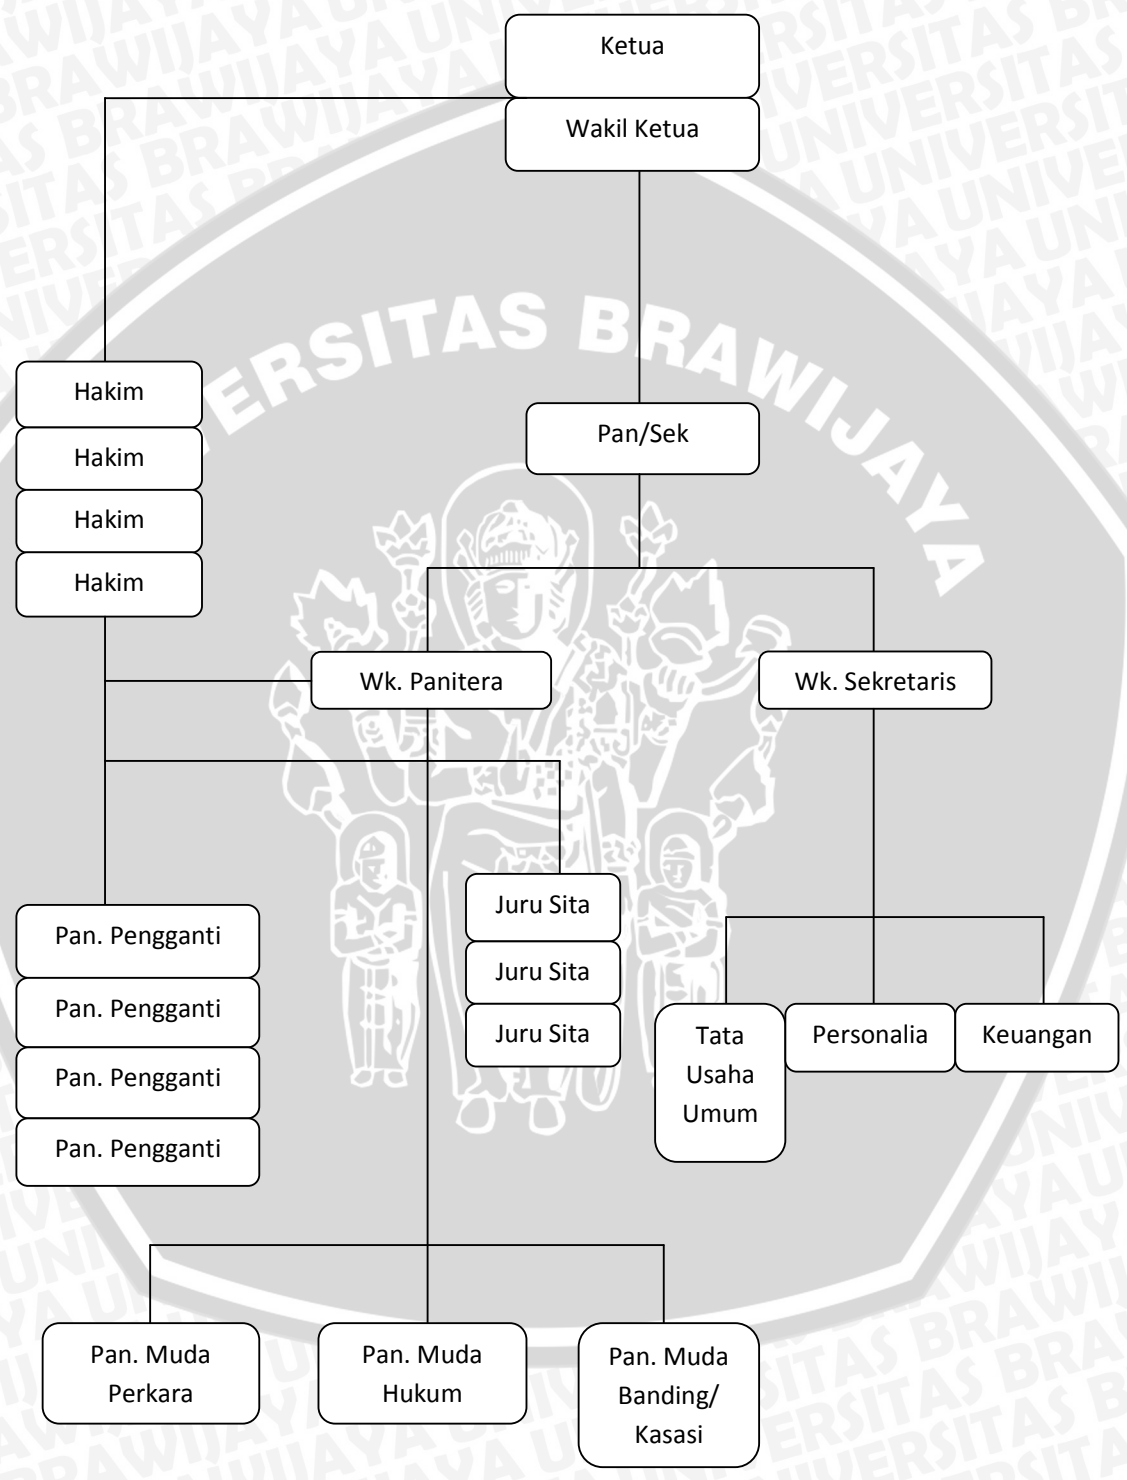 Ketua
Wakil Ketua
Hakim
Hakim
Hakim
Hakim
Pan/Sek
Wk. Panitera
Wk. Sekretaris
Juru Sita
Juru Sita
Juru Sita
Pan. Pengganti
Pan. Pengganti
Pan. Pengganti
Pan. Pengganti
Tata
Usaha
Umum
Personalia
Keuangan
Pan. Muda
Perkara
Pan. Muda
Hukum
Pan. Muda
Banding/
Kasasi
ERSITAS BRAWIJAYA